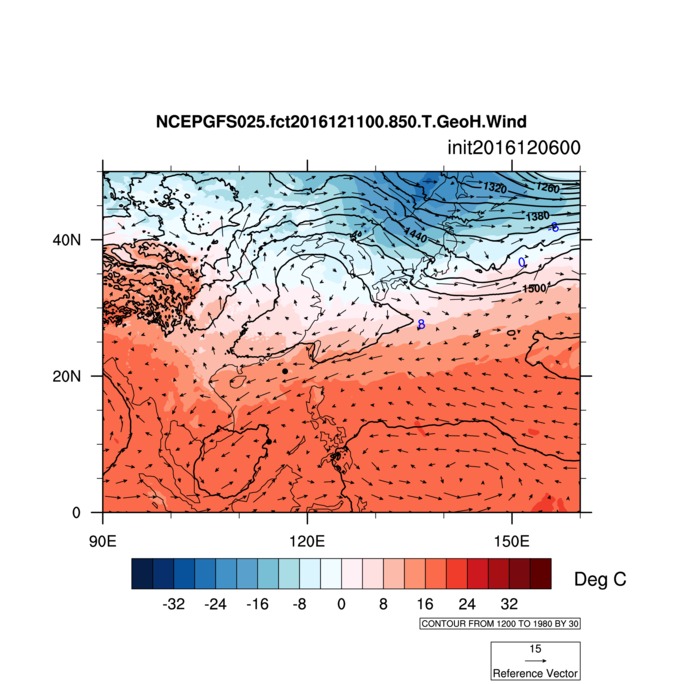 NCEPGFS025.fct2016121100.850.T.GeoH.Wind
init2016120600
1320
1260
1380
-8
40N
1440
0
1500
8
20N
0
90E 120E 150E
-32 -24 -16 -8 0 8 16 24 32
Deg C
CONTOUR FROM 1200 TO 1980 BY 30
15
Reference Vector